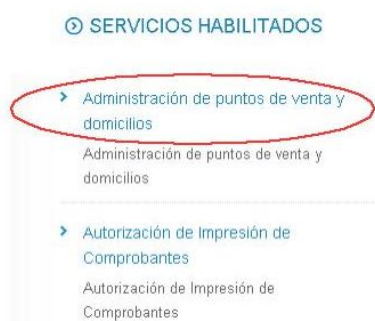 SERVICIOS HABILITADOS
Administración de puntos de venta y
domicilios
Administración de puntos de venta y
domicilios
Autorización de Impresión de
Comprobantes
Autorización de Impresión de
Comprobantes